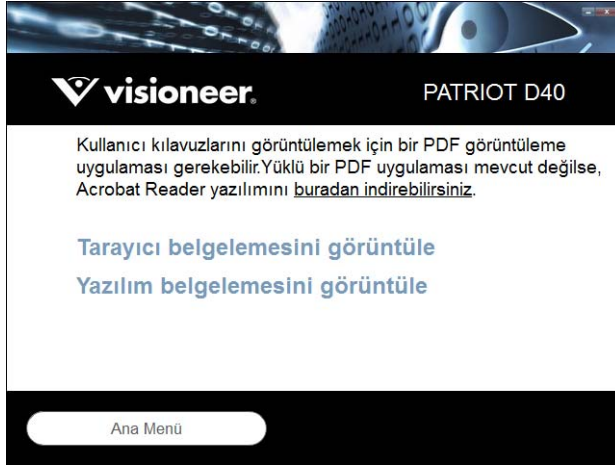 visioneer®
PATRIOT D40
Kullanıcı kılavuzlarını görüntülemek için bir PDF görüntüleme
uygulaması gerekebilir.Yüklü bir PDF uygulaması mevcut değilse,
Acrobat Reader yazılımını buradan indirebilirsiniz.
Tarayıcı belgelemesini görüntüle
Yazılım belgelemesini görüntüle
Ana Menü